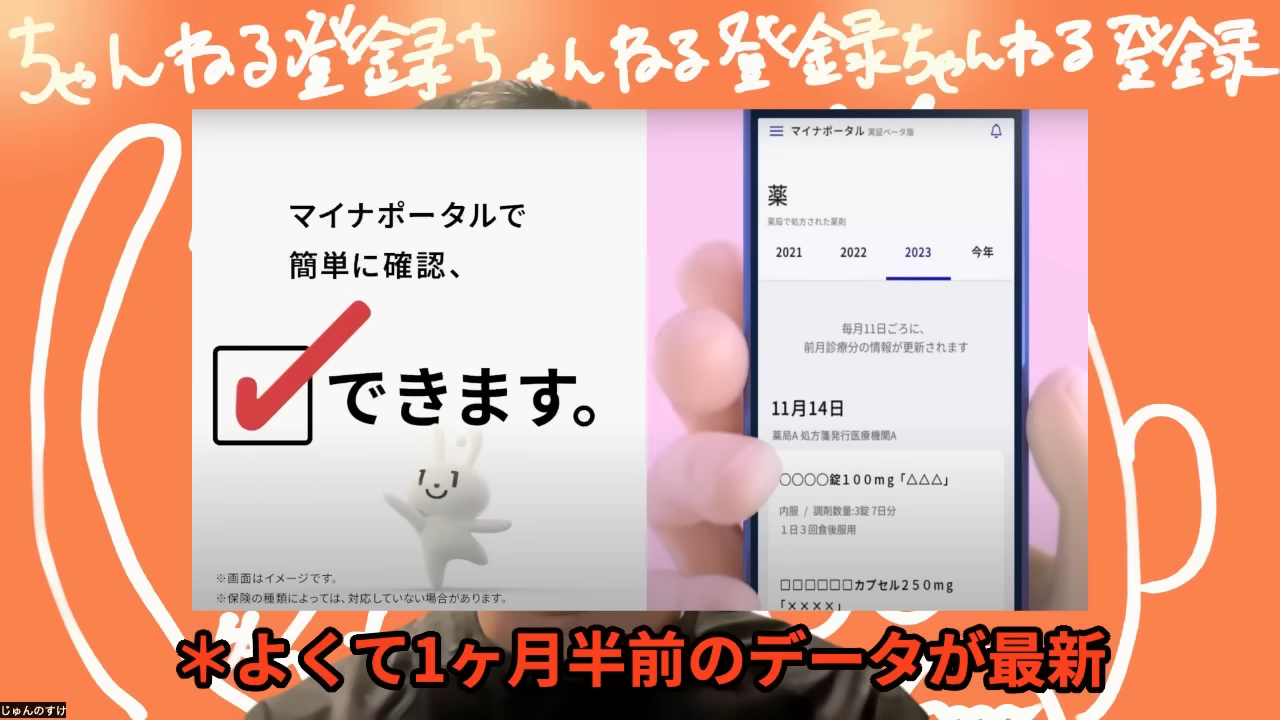 ちゃんねる登録ちゃんねる登録ちゃんねる登録
マイナポータルで
簡単に確認、
できます。
※画面はイメージです。
※保険の種類によっては、対応していない場合があります。
マイナポータル 実証ベータ版
薬
薬局で処方された薬剤
2021 2022 2023 今年
毎月11日ごろに、
前月診療分の情報が更新されます
11月14日
薬局A 処方箋発行医療機関A
〇〇〇〇錠100mg「△△△」
内服 / 調剤数量:3錠 7日分
1日3回食後服用
□□□□□□カプセル250mg
「××××」
＊よくて1ヶ月半前のデータが最新
じゅんのすけ